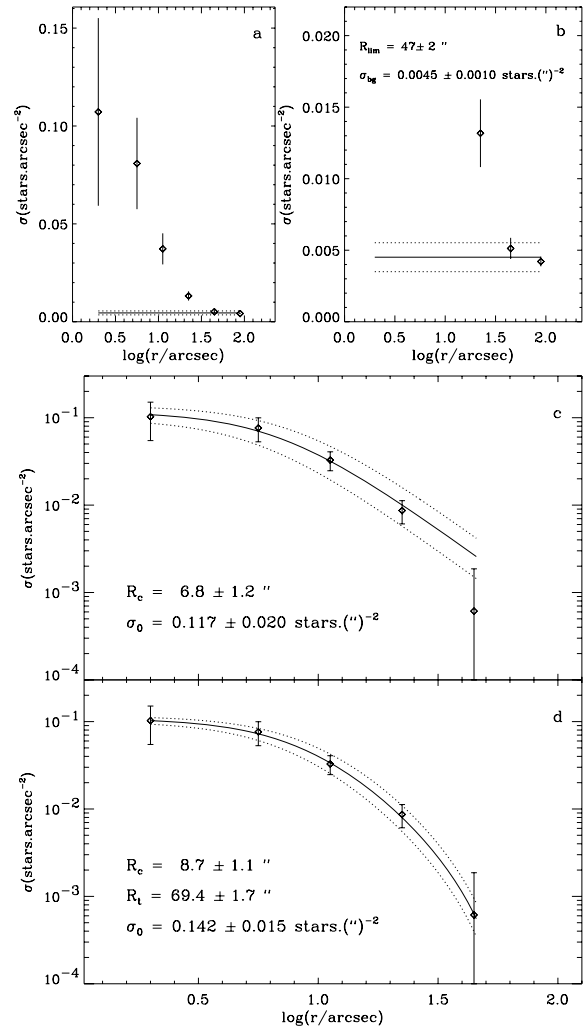 a
0.15
0.10
0.05
0.00
σ(stars.arcsec⁻²)
0.0 0.5 1.0 1.5 2.0
log(r/arcsec)
b
R_lim = 47± 2 ″
σ_bg = 0.0045 ± 0.0010 stars.(″)⁻²
0.020
0.015
0.010
0.005
0.000
σ(stars.arcsec⁻²)
0.0 0.5 1.0 1.5 2.0
log(r/arcsec)
c
10⁻¹
10⁻²
10⁻³
10⁻⁴
σ(stars.arcsec⁻²)
R_c = 6.8 ± 1.2 ″
σ_0 = 0.117 ± 0.020 stars.(″)⁻²
d
10⁻¹
10⁻²
10⁻³
10⁻⁴
σ(stars.arcsec⁻²)
R_c = 8.7 ± 1.1 ″
R_t = 69.4 ± 1.7 ″
σ_0 = 0.142 ± 0.015 stars.(″)⁻²
0.5 1.0 1.5 2.0
log(r/arcsec)